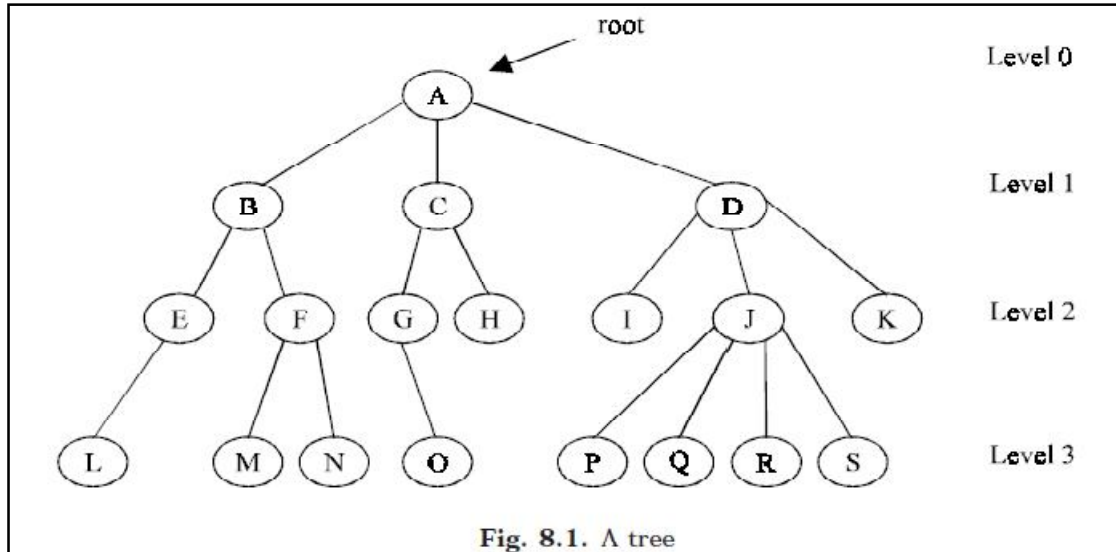 root
Level 0
A
Level 1
B C D
Level 2
E F G H I J K
Level 3
L M N O P Q R S
Fig. 8.1. Λ tree